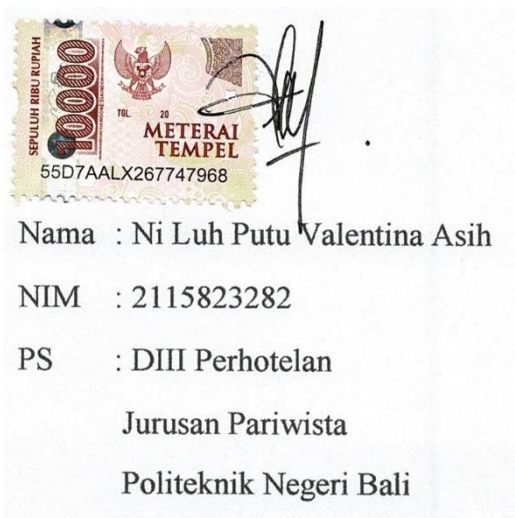 SEPULUH RIBU RUPIAH
10000
TGL. 20
METERAI
TEMPEL
55D7AALX267747968
Nama : Ni Luh Putu Valentina Asih
NIM : 2115823282
PS : DIII Perhotelan
Jurusan Pariwista
Politeknik Negeri Bali